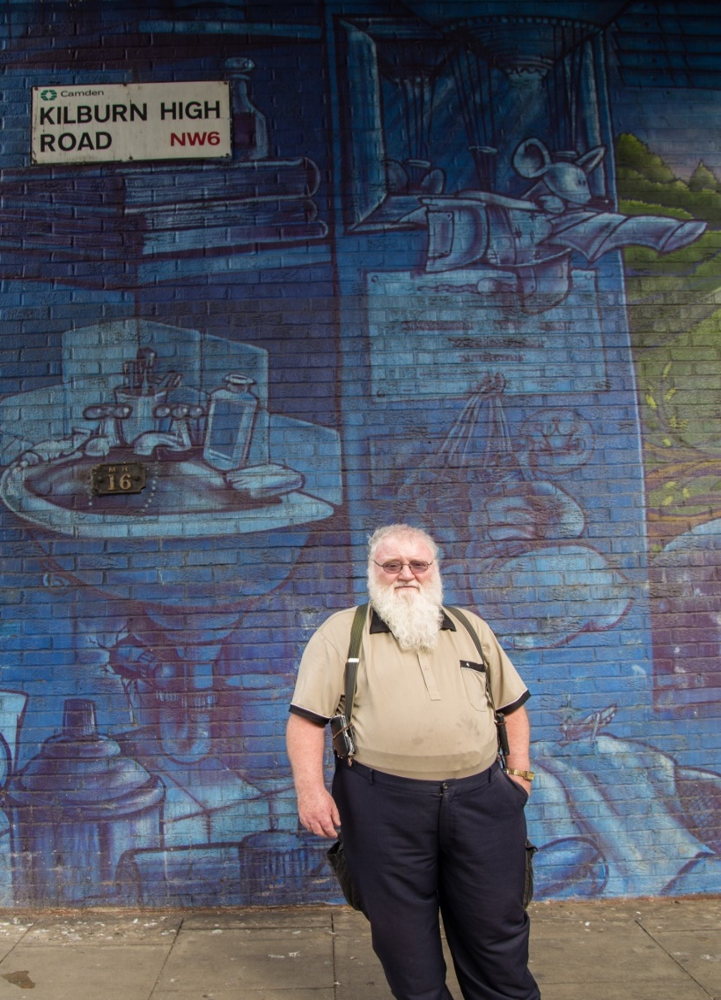 Camden
KILBURN HIGH
ROAD NW6
M H
16